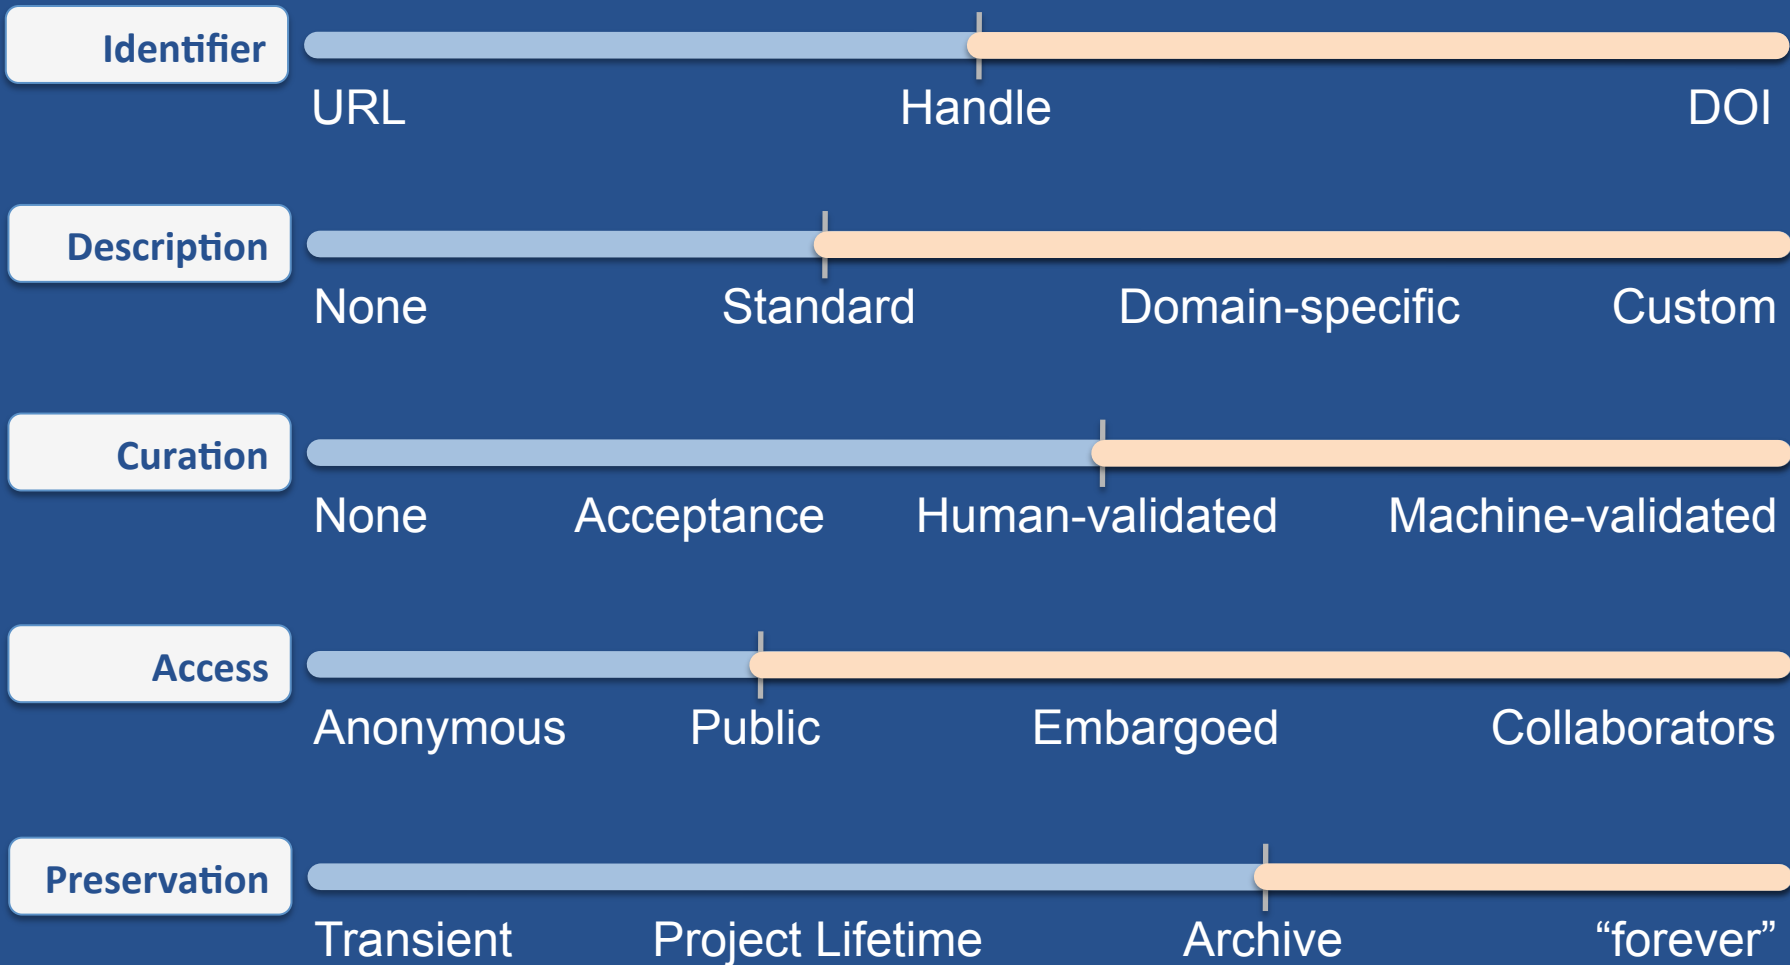 Identifier
URL Handle DOI
Description
None Standard Domain-specific Custom
Curation
None Acceptance Human-validated Machine-validated
Access
Anonymous Public Embargoed Collaborators
Preservation
Transient Project Lifetime Archive “forever”